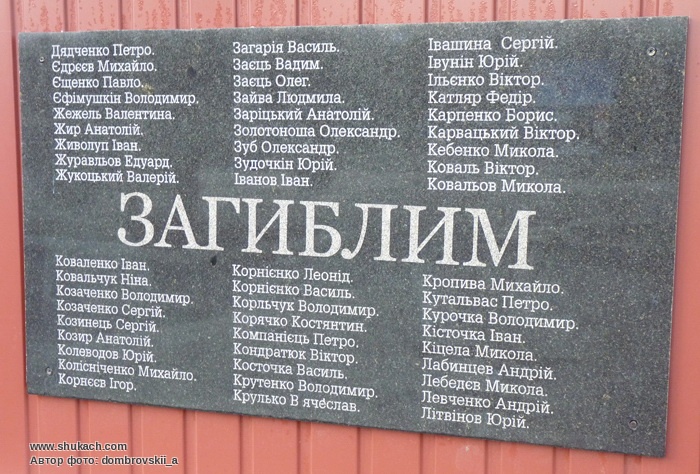 Дядченко Петро.
Єдрєєв Михайло.
Єщенко Павло.
Єфімушкін Володимир.
Жежель Валентина.
Жир Анатолій.
Живолуп Іван.
Журавльов Едуард.
Жукоцький Валерій.
Загарія Василь.
Заєць Вадим.
Заєць Олег.
Зайва Людмила.
Заріцький Анатолій.
Золотоноша Олександр.
Зуб Олександр.
Зудочкін Юрій.
Іванов Іван.
Івашина Сергій.
Івунін Юрій.
Ільєнко Віктор.
Катляр Федір.
Карпенко Борис.
Карвацький Віктор.
Кебенко Микола.
Коваль Віктор.
Ковальов Микола.
ЗАГИБЛИМ
Коваленко Іван.
Ковальчук Ніна.
Козаченко Володимир.
Козаченко Сергій.
Козинець Сергій.
Козир Анатолій.
Колеводов Юрій.
Колісніченко Михайло.
Корнєєв Ігор.
Корнієнко Леонід.
Корнієнко Василь.
Корльчук Володимир.
Корячко Костянтин.
Компанієць Петро.
Кондратюк Віктор.
Косточка Василь.
Крутенко Володимир.
Крулько В ячеслав.
Кропива Михайло.
Кутальвас Петро.
Курочка Володимир.
Кісточка Іван.
Кіцела Микола.
Лабинцев Андрій.
Лебедєв Микола.
Левченко Андрій.
Літвінов Юрій.
www.shukach.com
Автор фото: dombrovskii_a